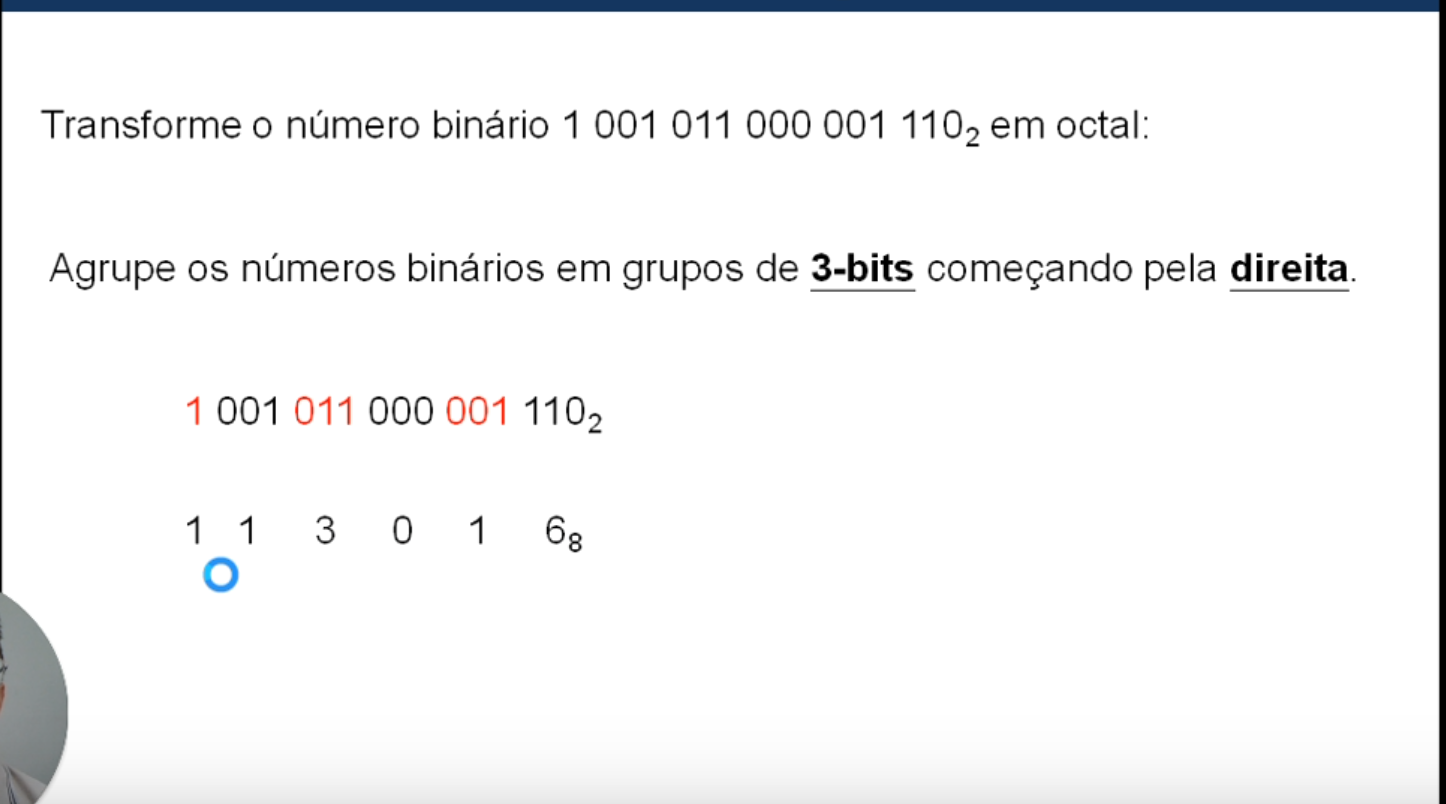 Transforme o número binário 1 001 011 000 001 110₂ em octal:
Agrupe os números binários em grupos de 3-bits começando pela direita.
1 001 011 000 001 110₂
1 1 3 0 1 6₈